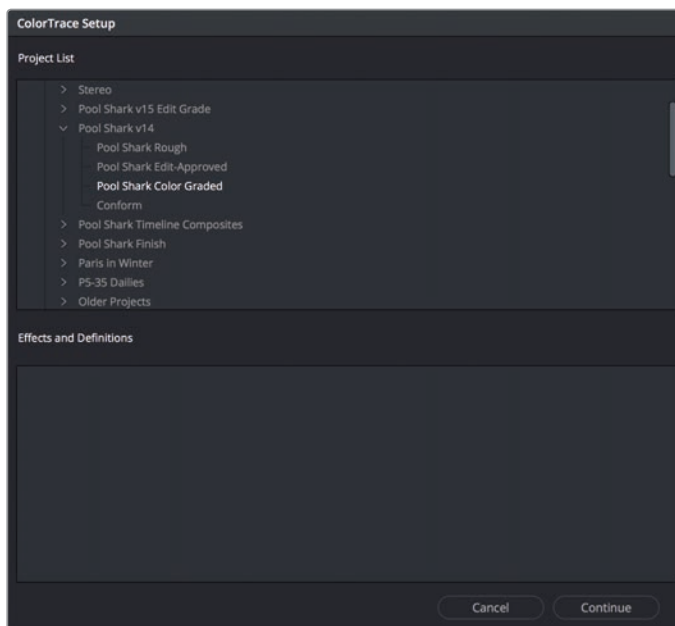 ColorTrace Setup
Project List
Stereo
Pool Shark v15 Edit Grade
Pool Shark v14
Pool Shark Rough
Pool Shark Edit-Approved
Pool Shark Color Graded
Conform
Pool Shark Timeline Composites
Pool Shark Finish
Paris in Winter
PS-35 Dailies
Older Projects
Effects and Definitions
Cancel Continue